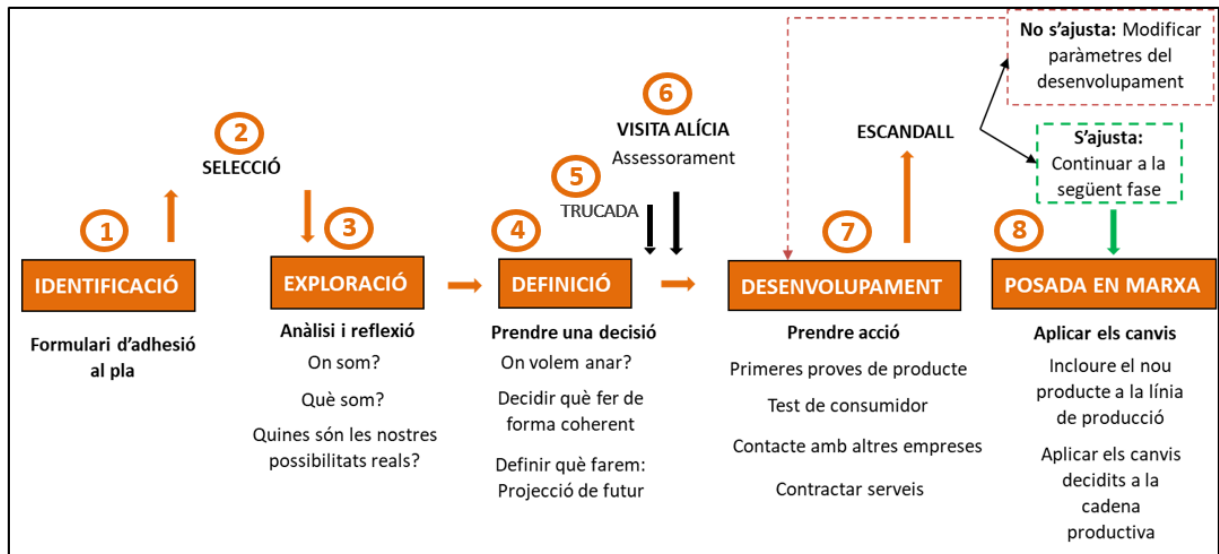 1
IDENTIFICACIÓ
Formulari d'adhesió
al pla
2
SELECCIÓ
3
EXPLORACIÓ
Anàlisi i reflexió
On som?
Què som?
Quines són les nostres
possibilitats reals?
4
DEFINICIÓ
Prendre una decisió
On volem anar?
Decidir què fer de
forma coherent
Definir què farem:
Projecció de futur
5
TRUCADA
6
VISITA ALÍCIA
Assessorament
7
DESENVOLUPAMENT
Prendre acció
Primeres proves de producte
Test de consumidor
Contacte amb altres empreses
Contractar serveis
ESCANDALL
No s'ajusta: Modificar
paràmetres del
desenvolupament
S'ajusta:
Continuar a la
següent fase
8
POSADA EN MARXA
Aplicar els canvis
Incloure el nou
producte a la línia
de producció
Aplicar els canvis
decidits a la
cadena
productiva